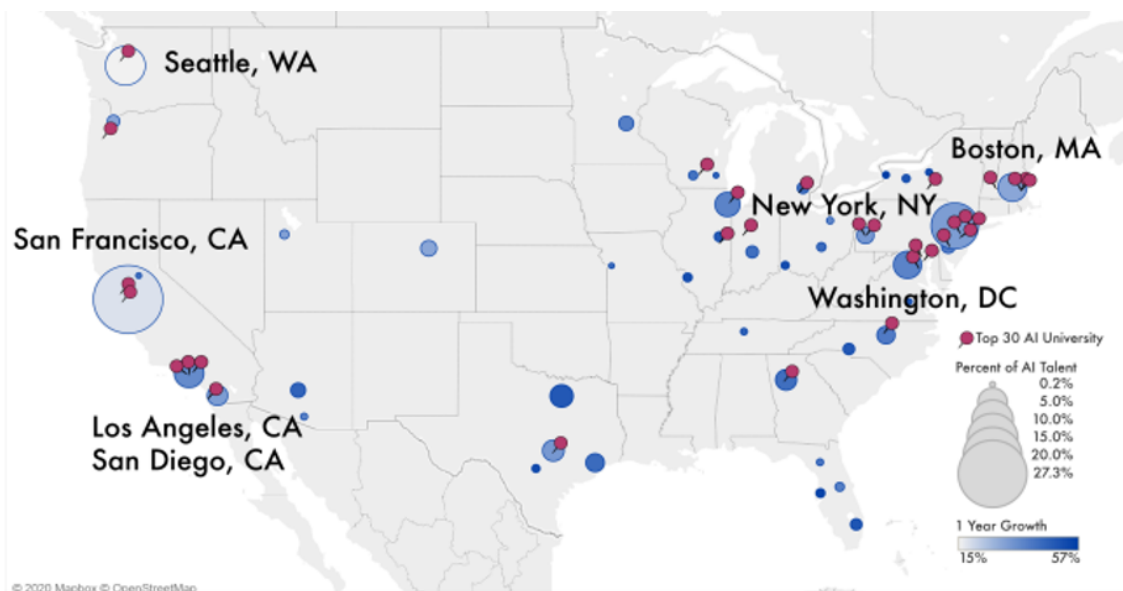 Seattle, WA
Boston, MA
New York, NY
San Francisco, CA
Washington, DC
Top 30 AI University
Percent of AI Talent
0.2%
5.0%
10.0%
15.0%
20.0%
27.3%
Los Angeles, CA
San Diego, CA
1 Year Growth
15% 57%
© 2020 Mapbox © OpenStreetMap